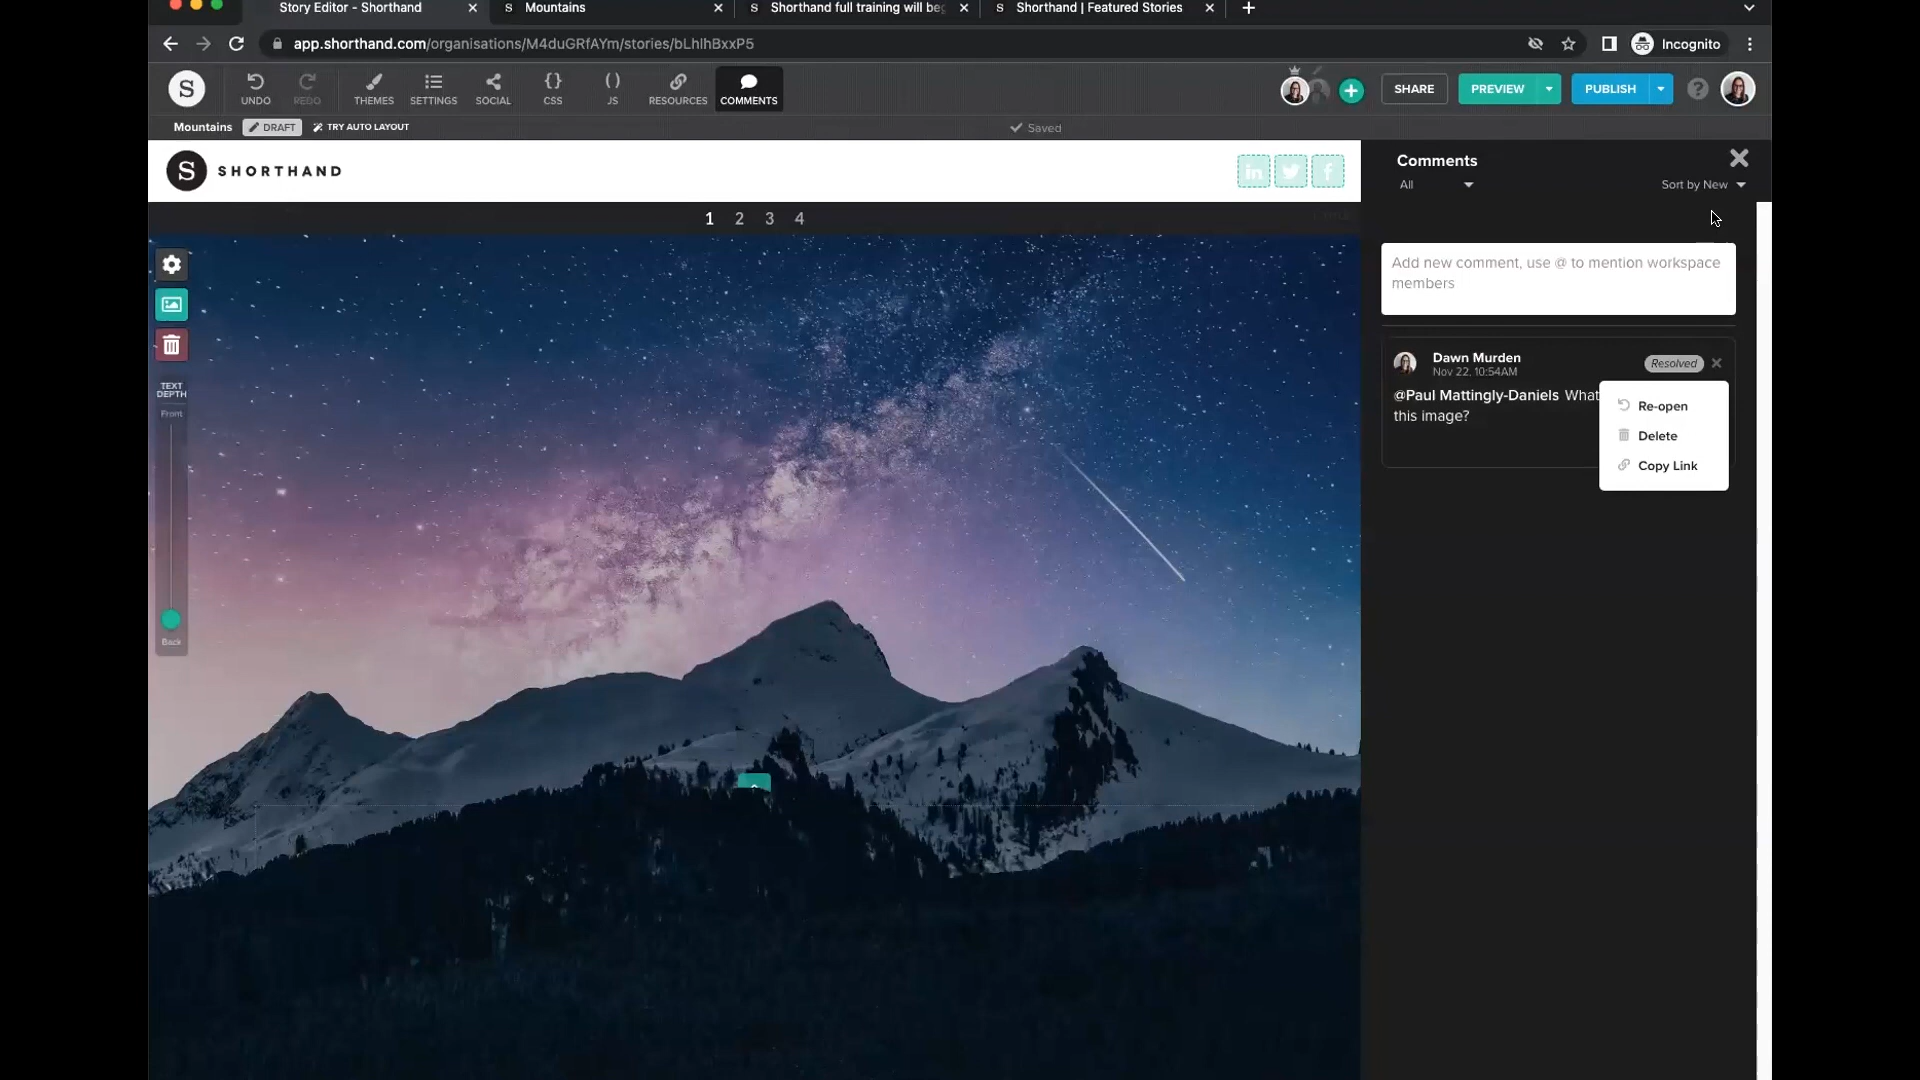 Story Editor - Shorthand
Mountains
Shorthand full training will be
Shorthand | Featured Stories
app.shorthand.com/organisations/M4duGRfAYm/stories/bLhlhBxxP5
Incognito
S
UNDO
REDO
THEMES
SETTINGS
SOCIAL
{} CSS
() JS
RESOURCES
COMMENTS
SHARE
PREVIEW
PUBLISH
?
Mountains
DRAFT
TRY AUTO LAYOUT
Saved
S SHORTHAND
in
f
Comments
All
Sort by New
1 2 3 4
Add new comment, use @ to mention workspace
members
Dawn Murden
Nov 22. 10:54AM
Resolved
@Paul Mattingly-Daniels What
this image?
Re-open
Delete
Copy Link
TEXT
DEPTH
Front
Back